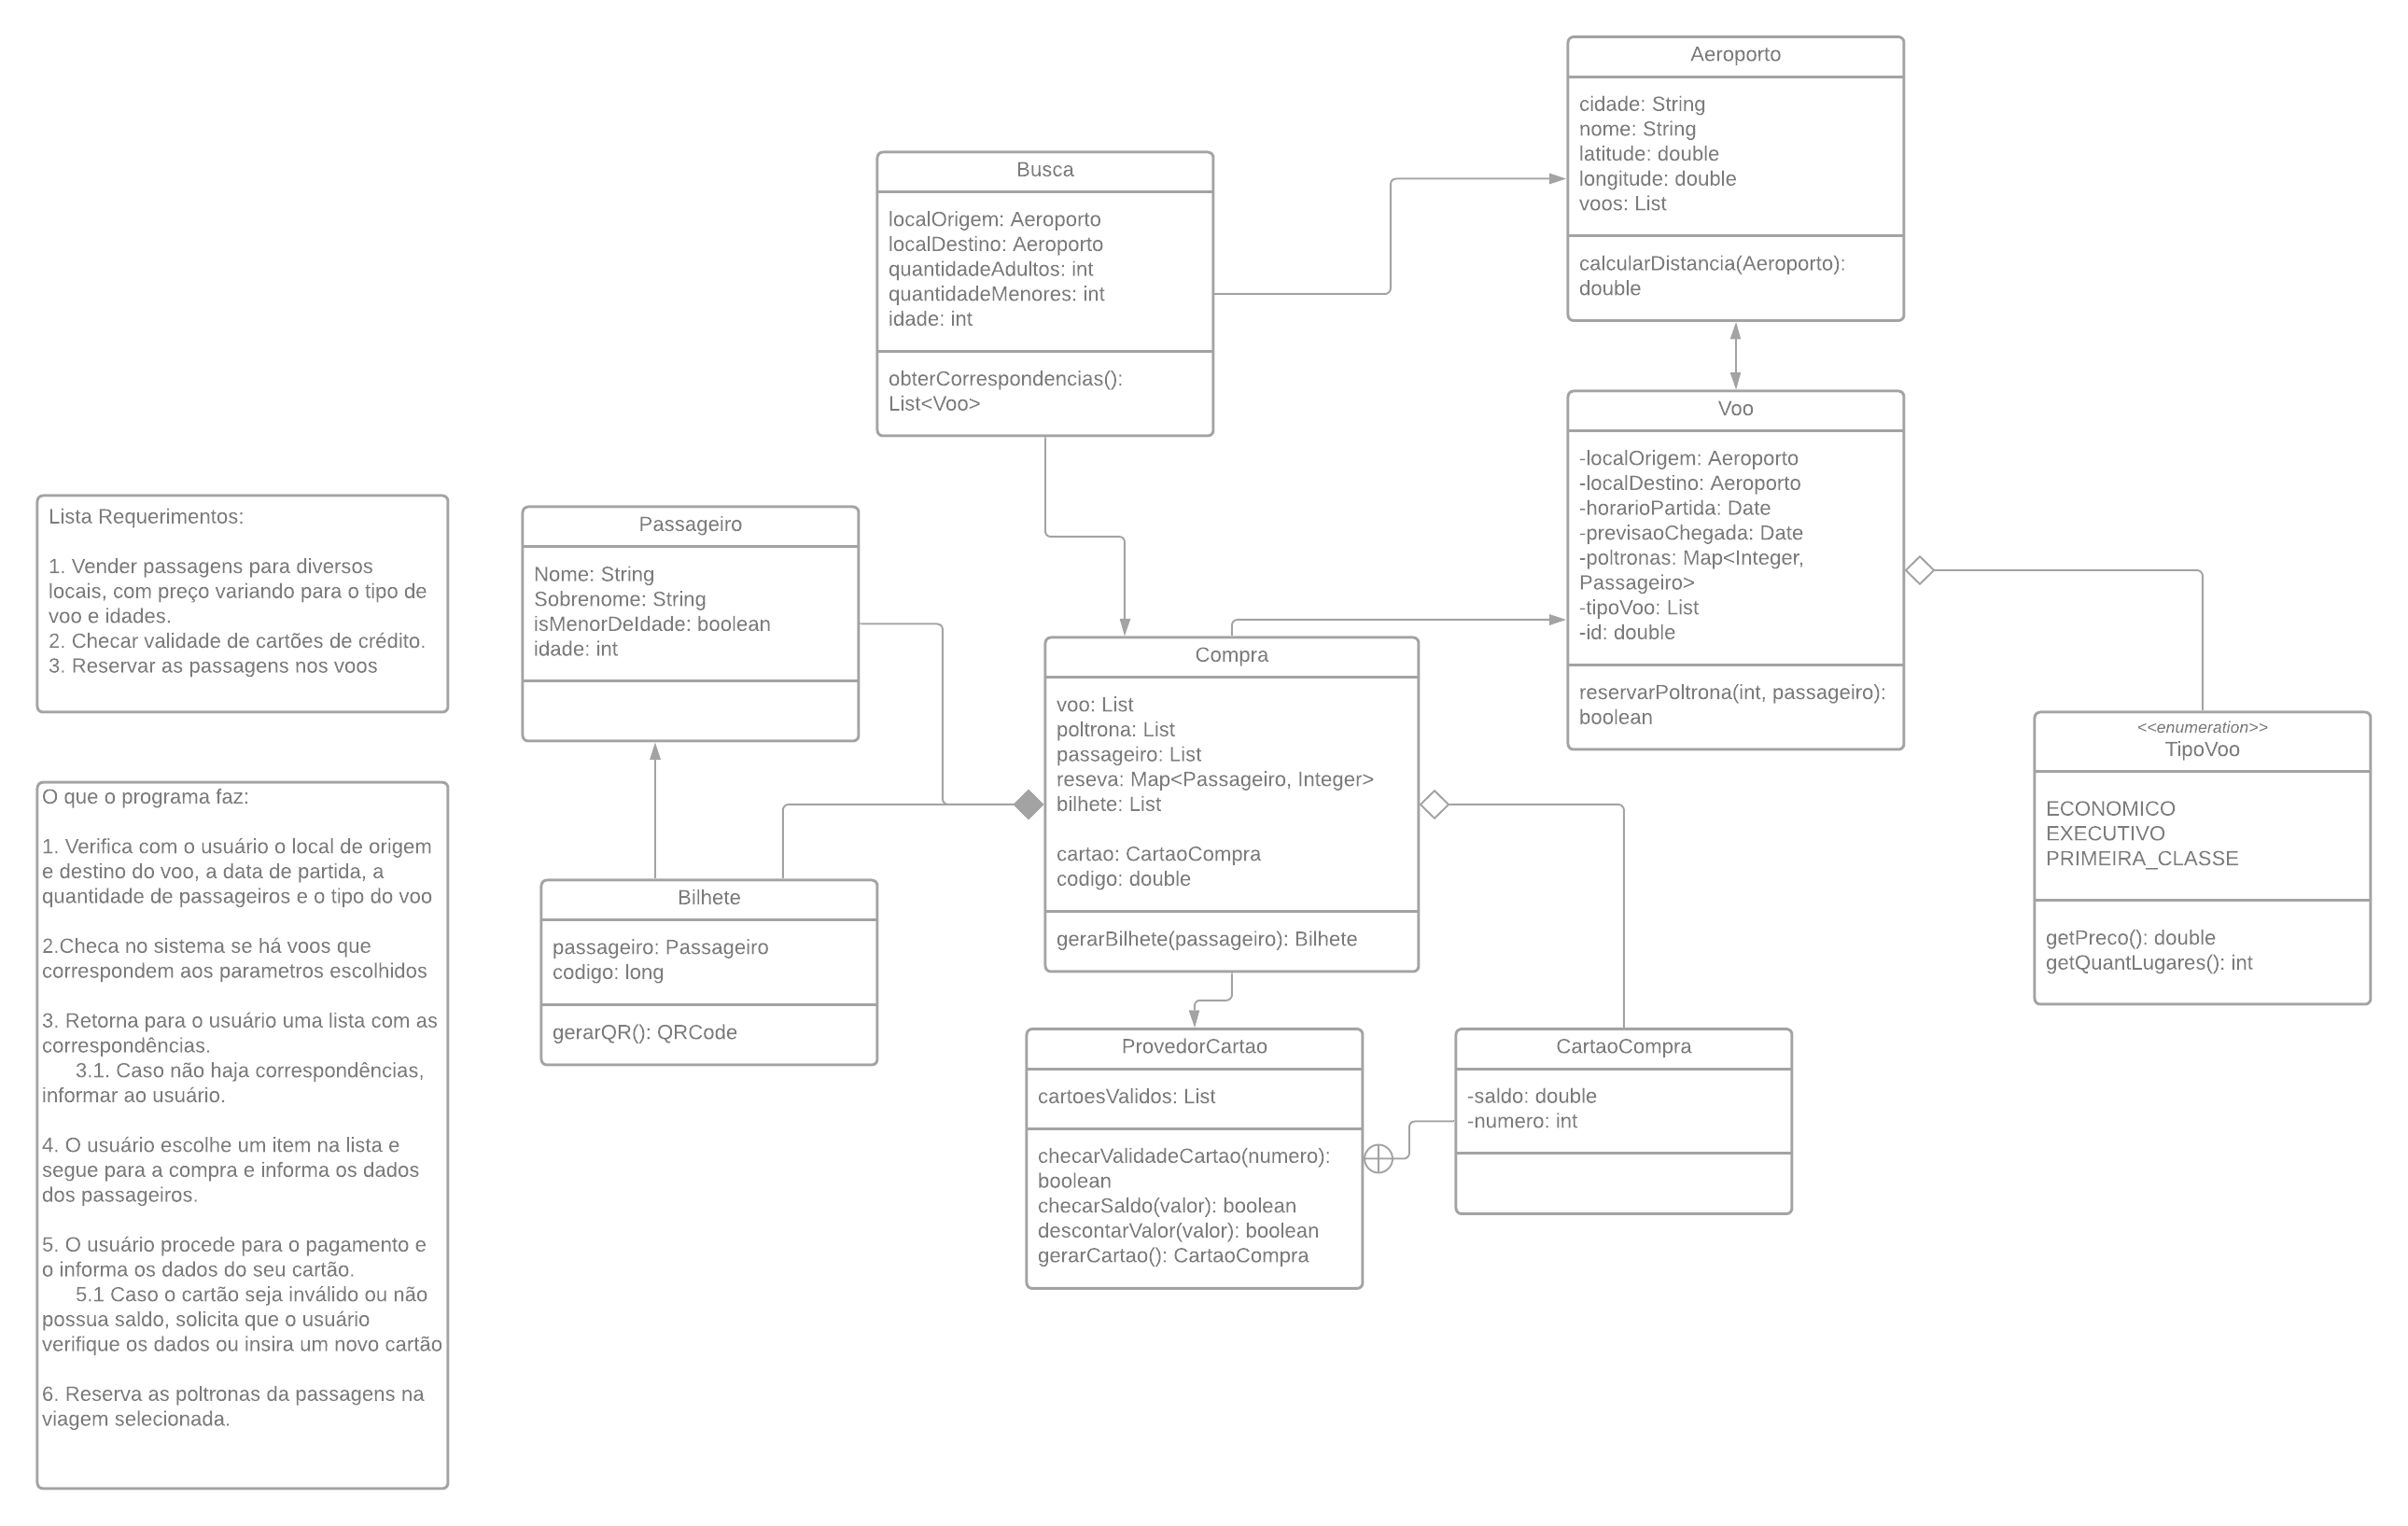 Aeroporto
cidade: String
nome: String
latitude: double
longitude: double
voos: List
calcularDistancia(Aeroporto):
double
Busca
localOrigem: Aeroporto
localDestino: Aeroporto
quantidadeAdultos: int
quantidadeMenores: int
idade: int
obterCorrespondencias():
List<Voo>
Voo
-localOrigem: Aeroporto
-localDestino: Aeroporto
-horarioPartida: Date
-previsaoChegada: Date
-poltronas: Map<Integer,
Passageiro>
-tipoVoo: List
-id: double
reservarPoltrona(int, passageiro):
boolean
Lista Requerimentos:
1. Vender passagens para diversos
locais, com preço variando para o tipo de
voo e idades.
2. Checar validade de cartões de crédito.
3. Reservar as passagens nos voos
Passageiro
Nome: String
Sobrenome: String
isMenorDeIdade: boolean
idade: int
Compra
voo: List
poltrona: List
passageiro: List
reseva: Map<Passageiro, Integer>
bilhete: List
cartao: CartaoCompra
codigo: double
gerarBilhete(passageiro): Bilhete
<<enumeration>>
TipoVoo
ECONOMICO
EXECUTIVO
PRIMEIRA_CLASSE
getPreco(): double
getQuantLugares(): int
O que o programa faz:
1. Verifica com o usuário o local de origem
e destino do voo, a data de partida, a
quantidade de passageiros e o tipo do voo
2.Checa no sistema se há voos que
correspondem aos parametros escolhidos
3. Retorna para o usuário uma lista com as
correspondências.
3.1. Caso não haja correspondências,
informar ao usuário.
4. O usuário escolhe um item na lista e
segue para a compra e informa os dados
dos passageiros.
5. O usuário procede para o pagamento e
o informa os dados do seu cartão.
5.1 Caso o cartão seja inválido ou não
possua saldo, solicita que o usuário
verifique os dados ou insira um novo cartão
6. Reserva as poltronas da passagens na
viagem selecionada.
Bilhete
passageiro: Passageiro
codigo: long
gerarQR(): QRCode
ProvedorCartao
cartoesValidos: List
checarValidadeCartao(numero):
boolean
checarSaldo(valor): boolean
descontarValor(valor): boolean
gerarCartao(): CartaoCompra
CartaoCompra
-saldo: double
-numero: int